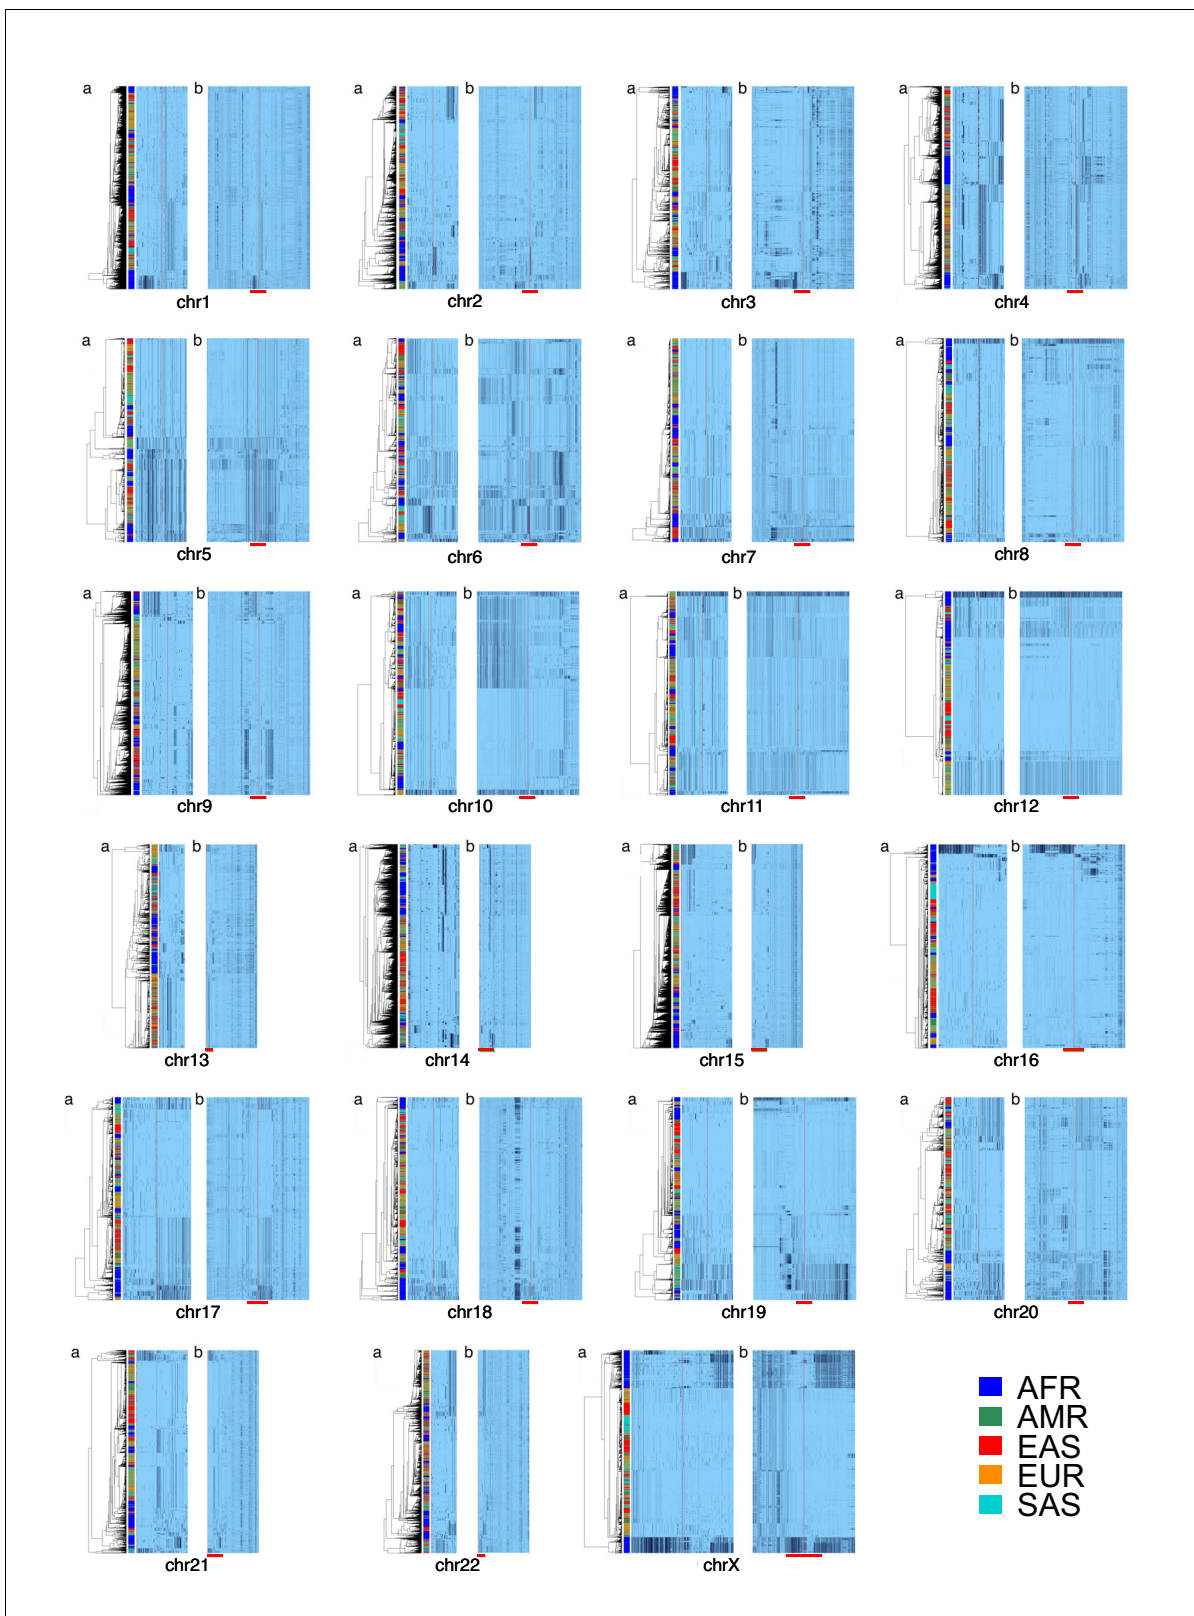 a b a b a b a b
chr1 chr2 chr3 chr4
a b a b a b a b
chr5 chr6 chr7 chr8
a b a b a b a b
chr9 chr10 chr11 chr12
a b a b a b a b
chr13 chr14 chr15 chr16
a b a b a b a b
chr17 chr18 chr19 chr20
a b a b a b
chr21 chr22 chrX
AFR
AMR
EAS
EUR
SAS